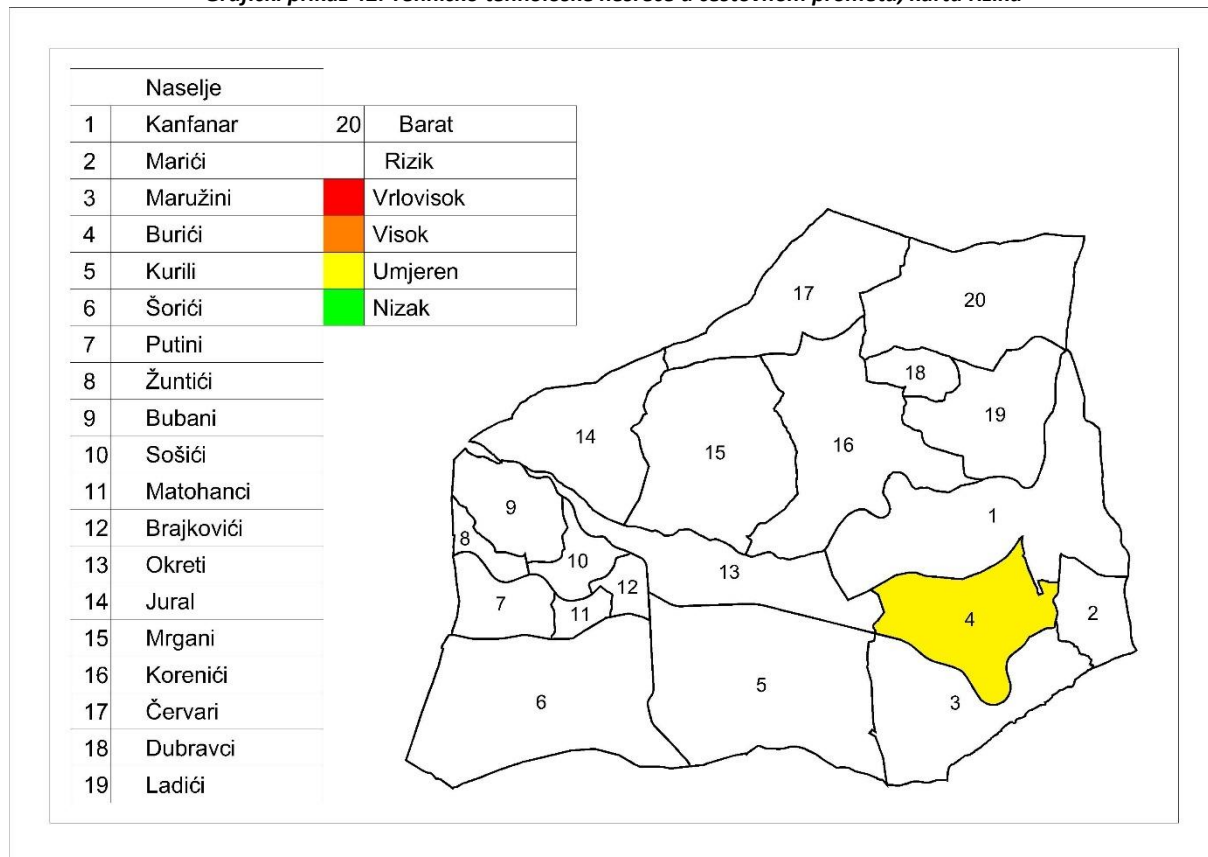 Naselje
1 Kanfanar 20 Barat
2 Marići Rizik
3 Maružini Vrlovisok
4 Burići Visok
5 Kurili Umjeren
6 Šorići Nizak
7 Putini
8 Žuntići
9 Bubani
10 Sošići
11 Matohanci
12 Brajkovići
13 Okreti
14 Jural
15 Mrgani
16 Korenići
17 Červari
18 Dubravci
19 Ladići
17
20
18
19
14
15
16
9
1
8
10
13
12
7
11
4
2
5
6
3